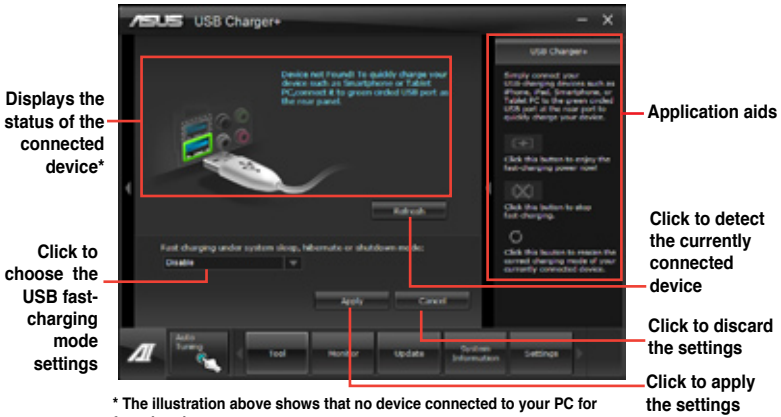 ASUS USB Charger+
Device not Found! To quickly charge your
device such as Smartphone or Tablet
PC,connect it to green circled USB port as
the rear panel.
Refresh
Fast charging under system sleep, hibernate or shutdown mode:
Disable
Apply
Cancel
USB Charger+
Simply connect your
USB-charging devices such as
iPhone, iPad, Smartphone, or
Tablet PC to the green circled
USB port at the rear port to
quickly charge your device.
Click this button to enjoy the
fast-charging power now!
Click this button to stop
fast-charging.
Click this button to
correct charging mode of your
currently connected device.
Auto
Tuning
Tool
Monitor
Update
System
Information
Settings
Displays the
status of the
connected
device*
Click to
choose the
USB fast-
charging
mode
settings
Application aids
Click to detect
the currently
connected
device
Click to discard
the settings
Click to apply
the settings
* The illustration above shows that no device connected to your PC for